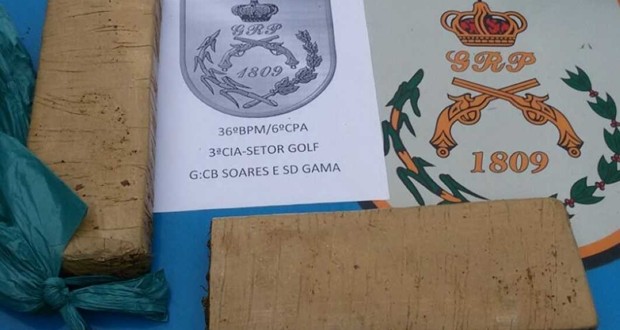 GRP
1809
36ºBPM/6ºCPA
3ªCIA-SETOR GOLF
G:CB SOARES E SD GAMA
GRP
1809